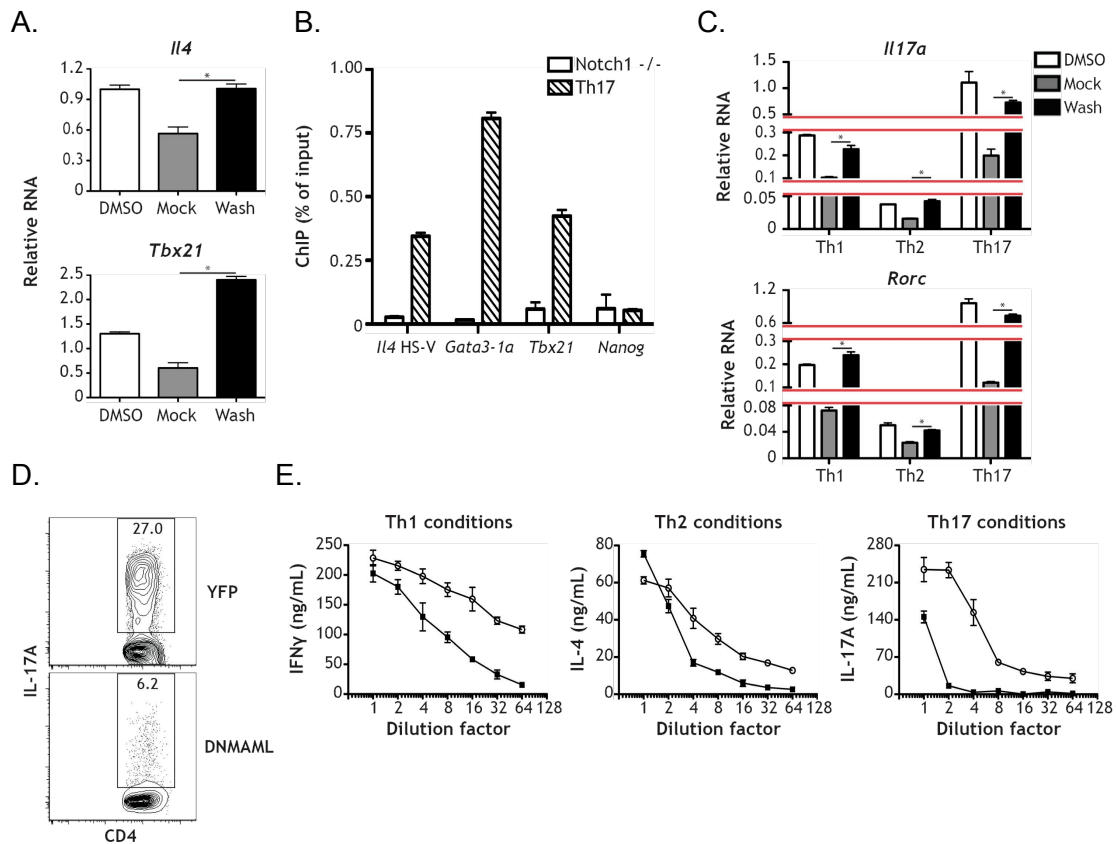 A.
Il4
1.2
0.9
0.6
0.3
0
DMSO Mock Wash
*
Tbx21
2.5
2.0
1.5
1.0
0.5
0
DMSO Mock Wash
*
Relative RNA
B.
Notch1 -/-
Th17
1.00
0.75
0.50
0.25
0
ChIP (% of input)
Il4 HS-V Gata3-1a Tbx21 Nanog
C.
Il17a
DMSO
Mock
Wash
1.5
1.0
0.5
0.3
0.2
0.1
0.05
0
Relative RNA
* * *
Th1 Th2 Th17
Rorc
1.2
0.6
0.3
0.2
0.1
0.08
0.04
0
Relative RNA
* * *
Th1 Th2 Th17
D.
27.0
YFP
6.2
DNMAML
IL-17A
CD4
E.
Th1 conditions
250
200
150
100
50
0
IFNγ (ng/mL)
1 2 4 8 16 32 64 128
Dilution factor
Th2 conditions
80
60
40
20
0
IL-4 (ng/mL)
1 2 4 8 16 32 64 128
Dilution factor
Th17 conditions
280
210
140
70
0
IL-17A (ng/mL)
1 2 4 8 16 32 64 128
Dilution factor